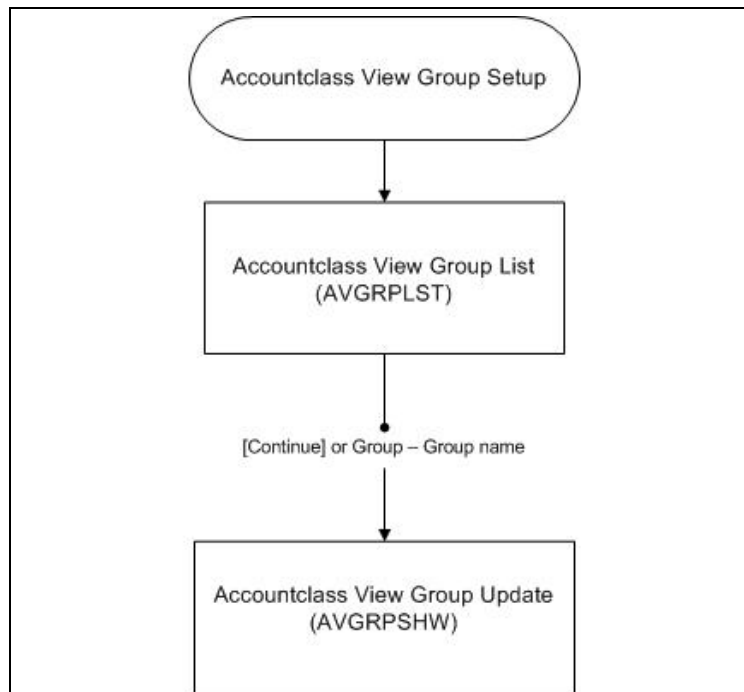 Accountclass View Group Setup
Accountclass View Group List
(AVGRPLST)
[Continue] or Group – Group name
Accountclass View Group Update
(AVGRPSHW)